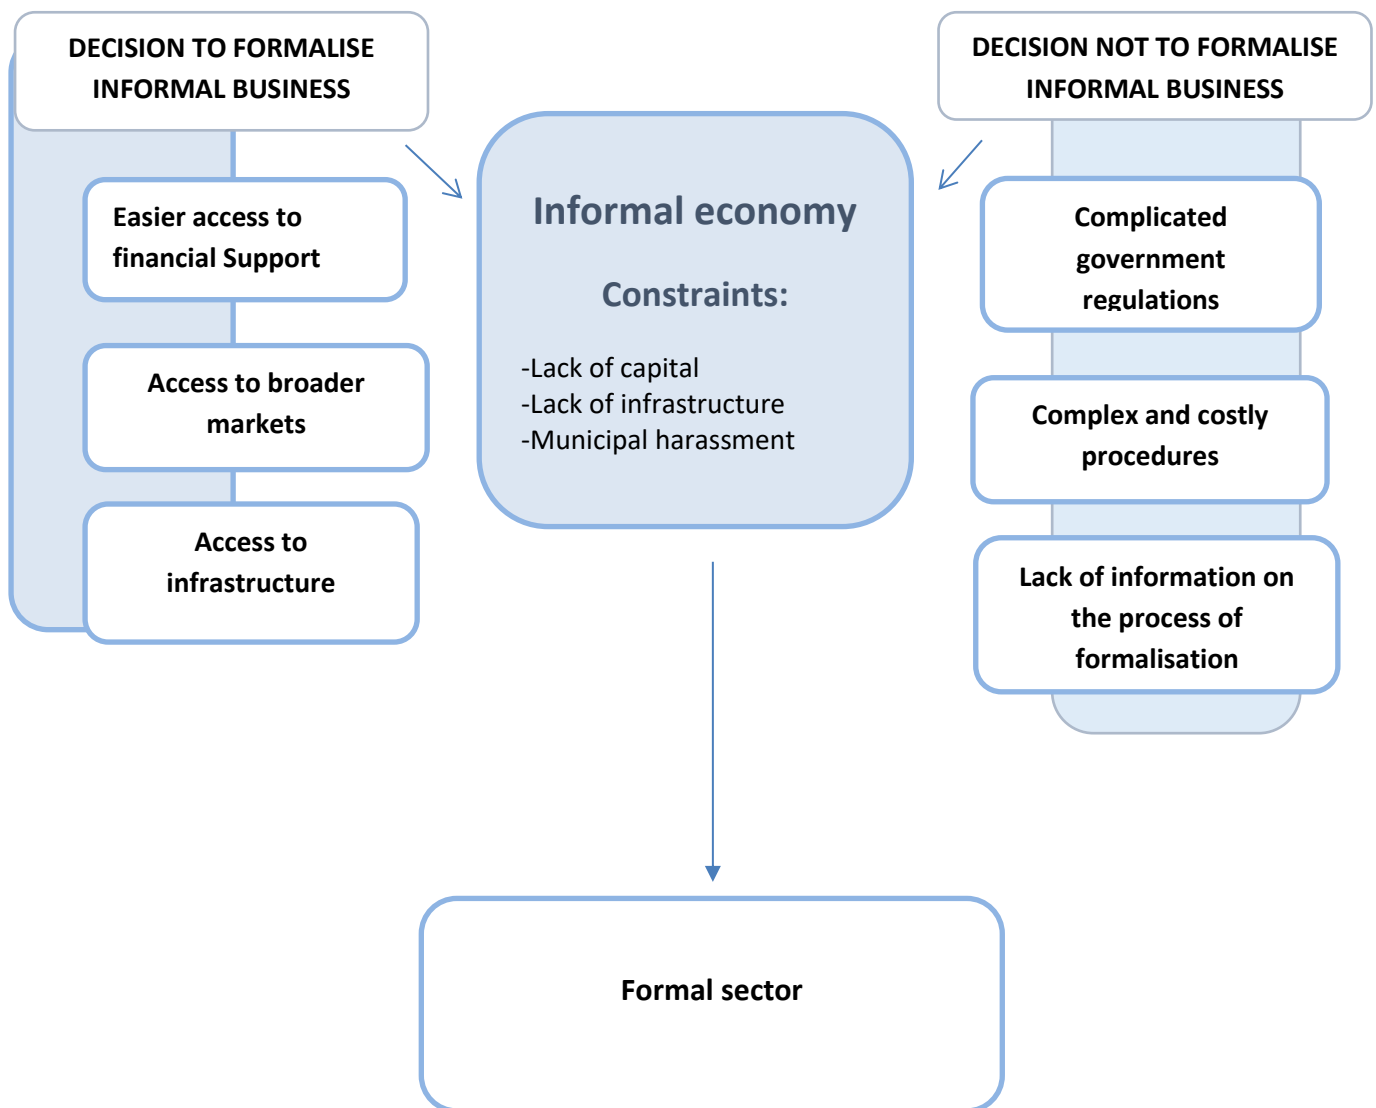 DECISION TO FORMALISE
INFORMAL BUSINESS
Easier access to
financial Support
Access to broader
markets
Access to
infrastructure
Informal economy
Constraints:
-Lack of capital
-Lack of infrastructure
-Municipal harassment
DECISION NOT TO FORMALISE
INFORMAL BUSINESS
Complicated
government
regulations
Complex and costly
procedures
Lack of information on
the process of
formalisation
Formal sector